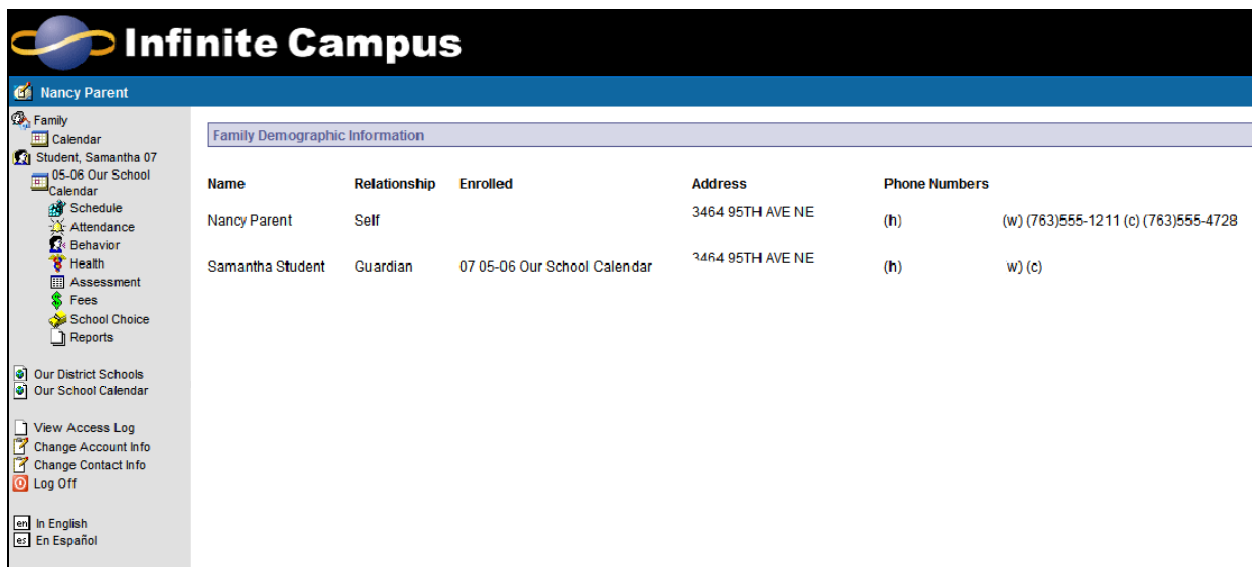 Infinite Campus
Nancy Parent
Family
Calendar
Student, Samantha 07
05-06 Our School
Calendar
Schedule
Attendance
Behavior
Health
Assessment
Fees
School Choice
Reports
Our District Schools
Our School Calendar
View Access Log
Change Account Info
Change Contact Info
Log Off
en In English
es En Español
Family Demographic Information
Name Relationship Enrolled Address Phone Numbers
Nancy Parent Self 3464 95TH AVE NE (h) (w) (763)555-1211 (c) (763)555-4728
Samantha Student Guardian 07 05-06 Our School Calendar 3464 95TH AVE NE (h) w) (c)